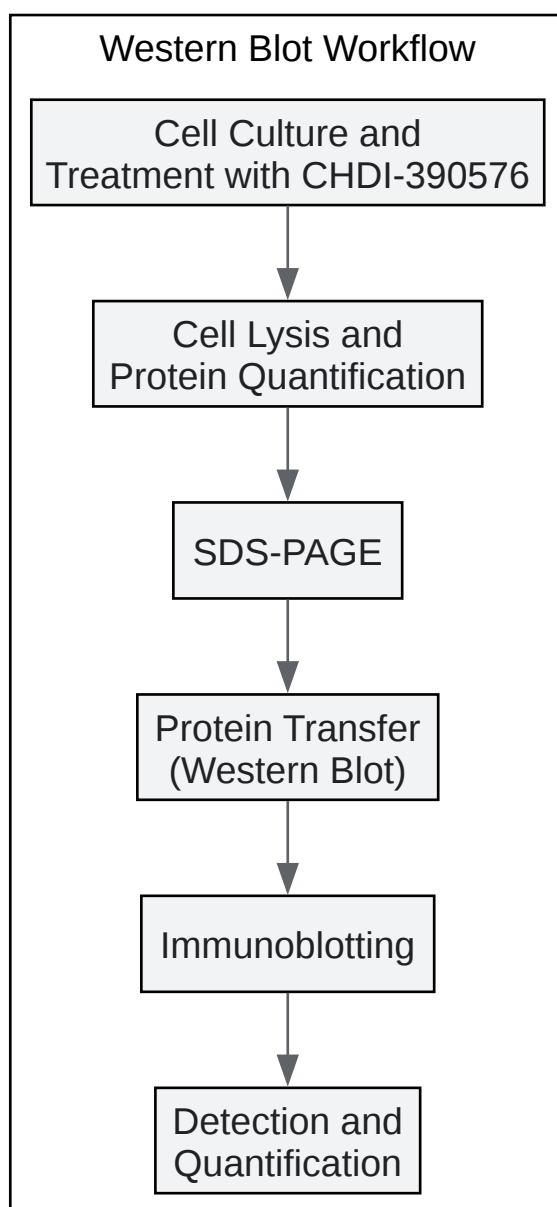 Western Blot Workflow
Cell Culture and
Treatment with CHDI-390576
Cell Lysis and
Protein Quantification
SDS-PAGE
Protein Transfer
(Western Blot)
Immunoblotting
Detection and
Quantification